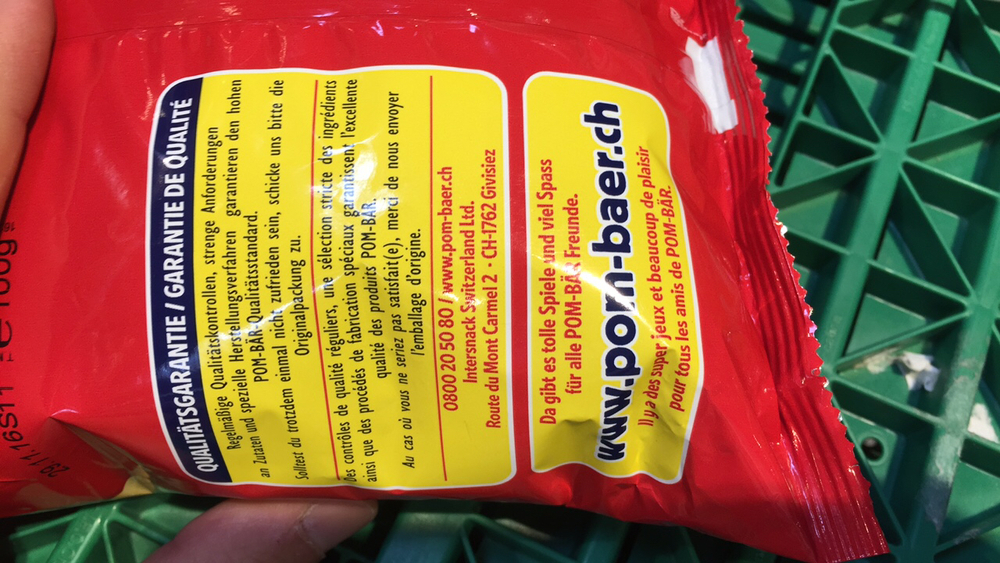 QUALITÄTSGARANTIE / GARANTIE DE QUALITÉ
Regelmäßige Qualitätskontrollen, strenge Anforderungen
an Zutaten und spezielle Herstellungsverfahren garantieren den hohen
POM-BÄR-Qualitätsstandard.
Solltest du trotzdem einmal nicht zufrieden sein, schicke uns bitte die
Originalpackung zu.
Des contrôles de qualité réguliers, une sélection stricte des ingrédients
ainsi que des procédés de fabrication spéciaux garantissent l'excellente
qualité des produits POM-BÄR.
Au cas où vous ne seriez pas satisfait(e), merci de nous envoyer
l'emballage d'origine.
0800 20 50 80 / www.pom-baer.ch
Intersnack Switzerland Ltd.
Route du Mont Carmel 2 - CH-1762 Givisiez
Da gibt es tolle Spiele und viel Spass
für alle POM-BÄR Freunde.
www.pom-baer.ch
Il y a des super jeux et beaucoup de plaisir
pour tous les amis de POM-BÄR.
29.11.16S11
100g